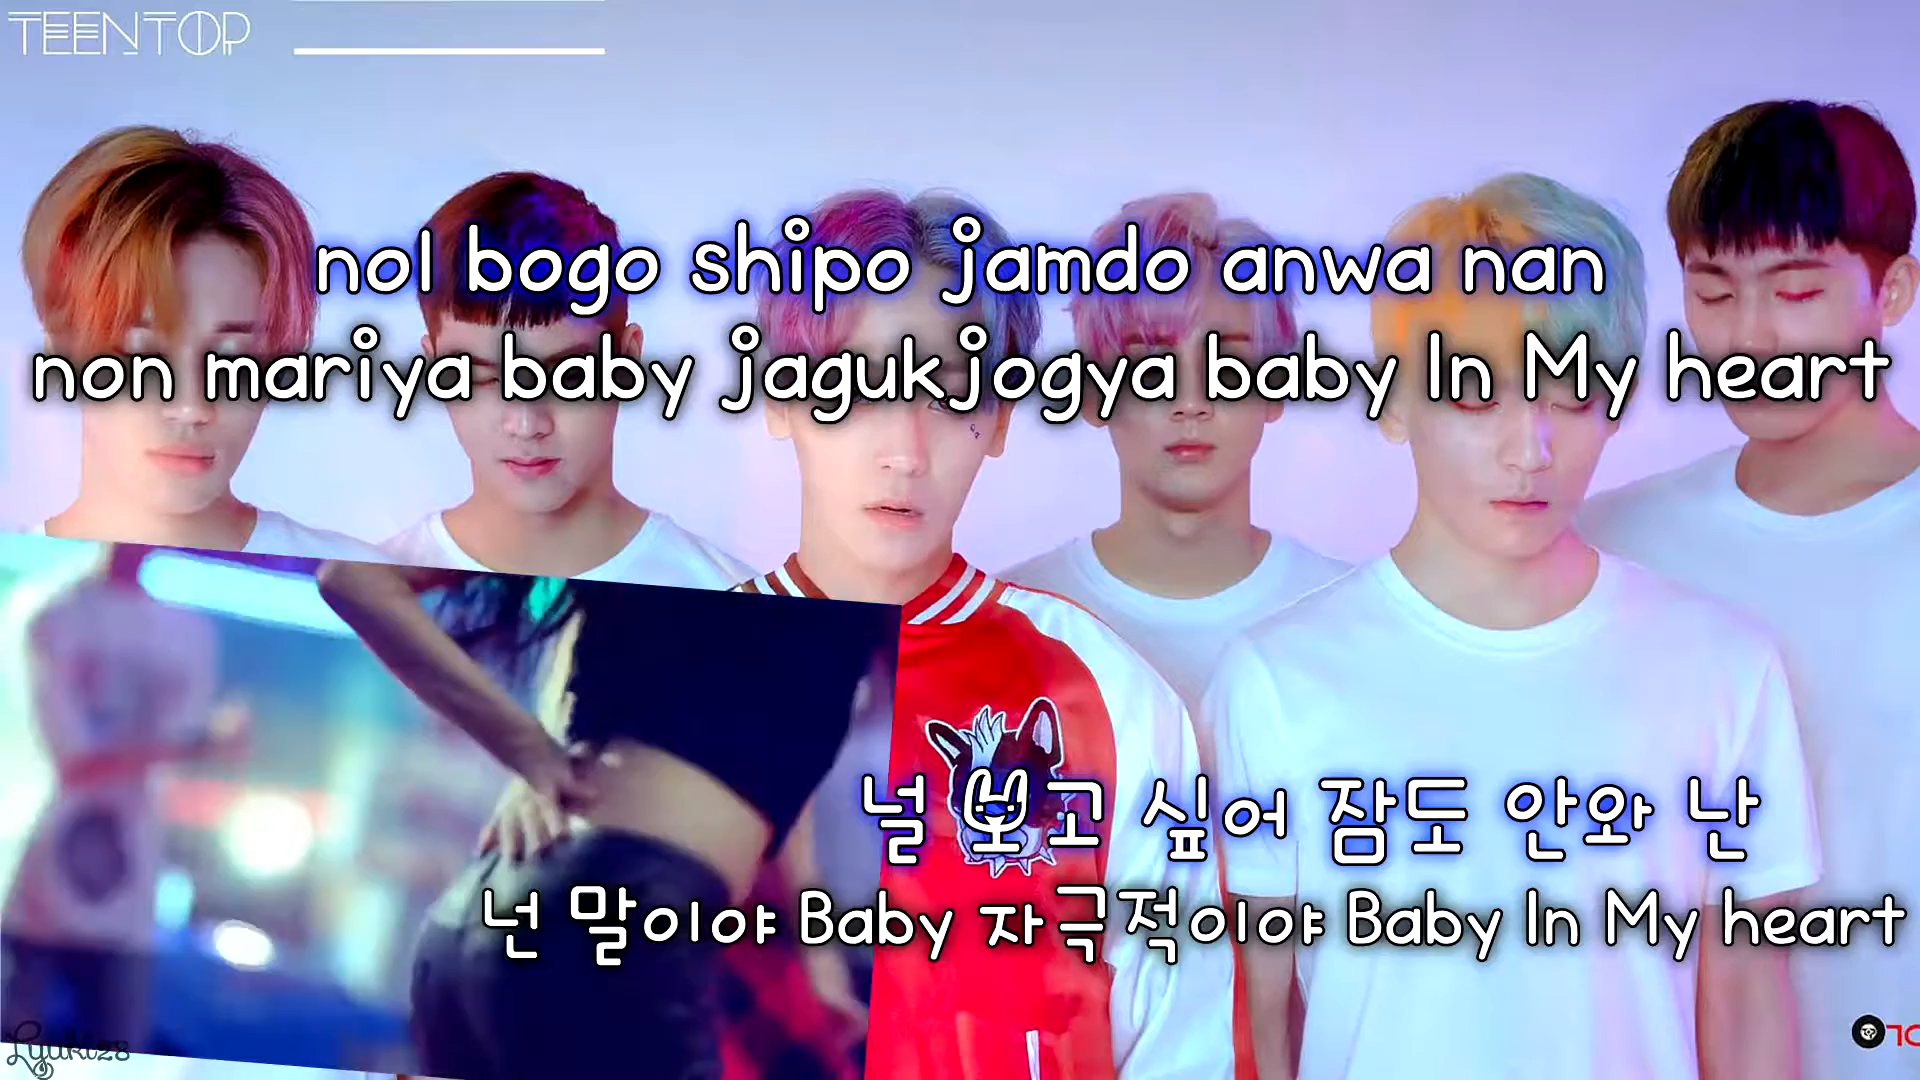 TEENTOP
nol bogo shipo jamdo anwa nan
non mariya baby jagukjogya baby In My heart
널 보고 싶어 잠도 안와 난
넌 말이야 Baby 자극적이야 Baby In My heart
Lyuki28